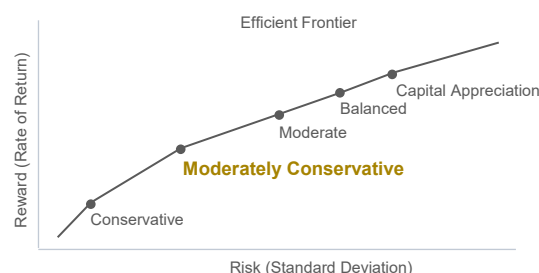 Efficient Frontier
Reward (Rate of Return)
Capital Appreciation
Balanced
Moderate
Moderately Conservative
Conservative
Risk (Standard Deviation)